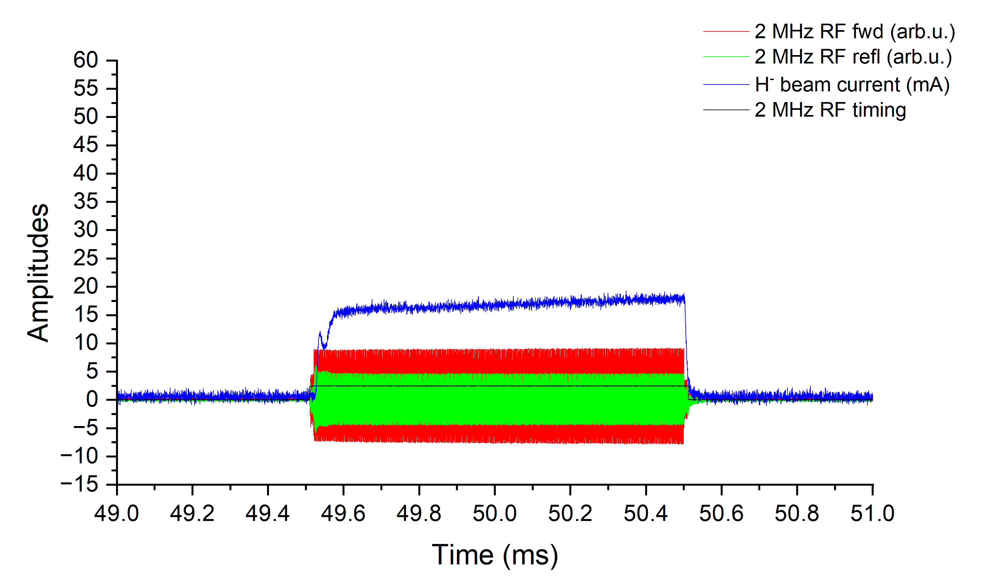 2 MHz RF fwd (arb.u.)
2 MHz RF refl (arb.u.)
H⁻ beam current (mA)
2 MHz RF timing
Amplitudes
60
55
50
45
40
35
30
25
20
15
10
5
0
−5
−10
−15
49.0 49.2 49.4 49.6 49.8 50.0 50.2 50.4 50.6 50.8 51.0
Time (ms)